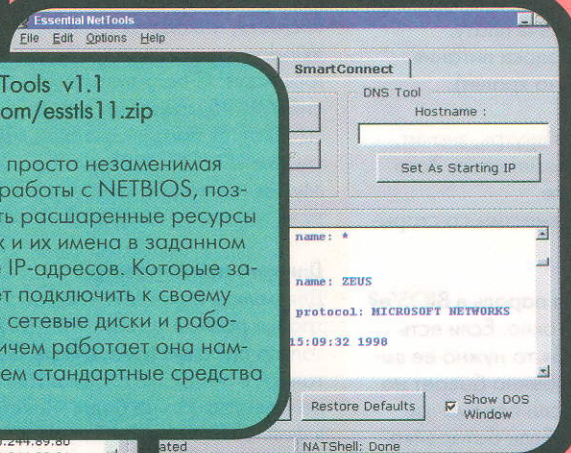 Essential NetTools
File Edit Options Help
SmartConnect
DNS Tool
Hostname :
Set As Starting IP
Tools v1.1
om/esstls11.zip
просто незаменимая
работы с NETBIOS, поз-
ть расшаренные ресурсы
х и их имена в заданном
е IP-адресов. Которые за-
ет подключить к своему
сетевые диски и рабо-
ичем работает она нам-
ем стандартные средства
name: *
name: ZEUS
protocol: MICROSOFT NETWORKS
15:09:32 1998
Restore Defaults
Show DOS
Window
ated
NATShell: Done